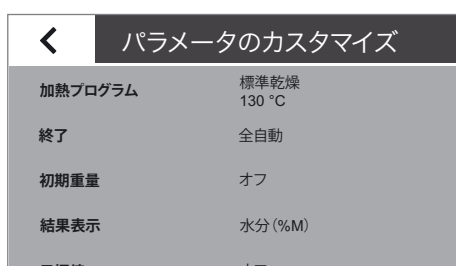 パラメータのカスタマイズ
加熱プログラム
標準乾燥
130 °C
終了
全自動
初期重量
オフ
結果表示
水分(%M)